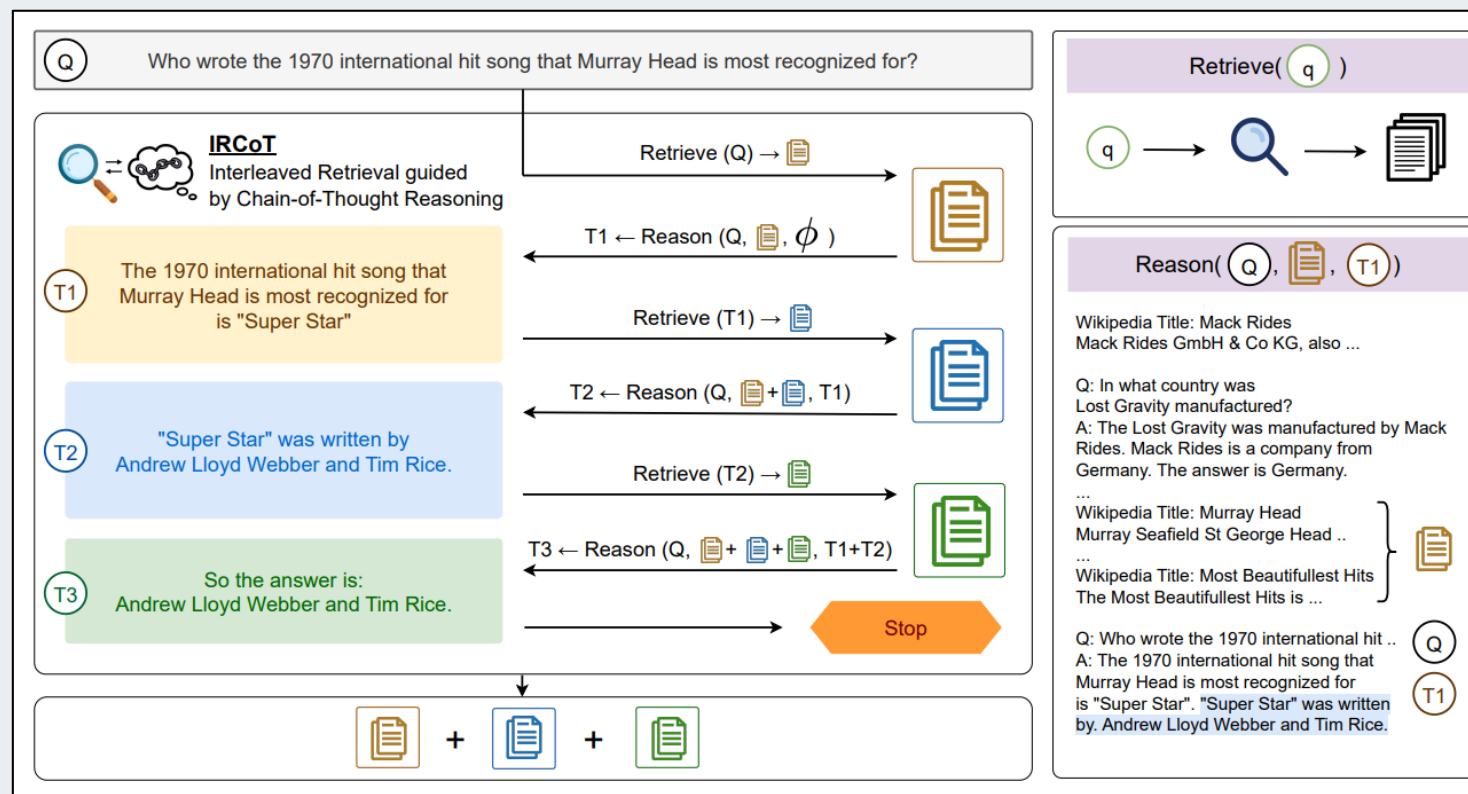 Q
Who wrote the 1970 international hit song that Murray Head is most recognized for?
IRCoT
Interleaved Retrieval guided
by Chain-of-Thought Reasoning
Retrieve (Q) →
T1 ← Reason (Q, , ϕ )
T1
The 1970 international hit song that
Murray Head is most recognized for
is "Super Star"
Retrieve (T1) →
T2 ← Reason (Q, + , T1)
T2
"Super Star" was written by
Andrew Lloyd Webber and Tim Rice.
Retrieve (T2) →
T3 ← Reason (Q, + + , T1+T2)
T3
So the answer is:
Andrew Lloyd Webber and Tim Rice.
Stop
+ +
Retrieve( q )
q
Reason( Q , , T1 )
Wikipedia Title: Mack Rides
Mack Rides GmbH & Co KG, also ...
Q: In what country was
Lost Gravity manufactured?
A: The Lost Gravity was manufactured by Mack
Rides. Mack Rides is a company from
Germany. The answer is Germany.
...
Wikipedia Title: Murray Head
Murray Seafield St George Head ..
...
Wikipedia Title: Most Beautifullest Hits
The Most Beautifullest Hits is ...
Q: Who wrote the 1970 international hit ..
Q
A: The 1970 international hit song that
Murray Head is most recognized for
T1
is "Super Star". "Super Star" was written
by. Andrew Lloyd Webber and Tim Rice.